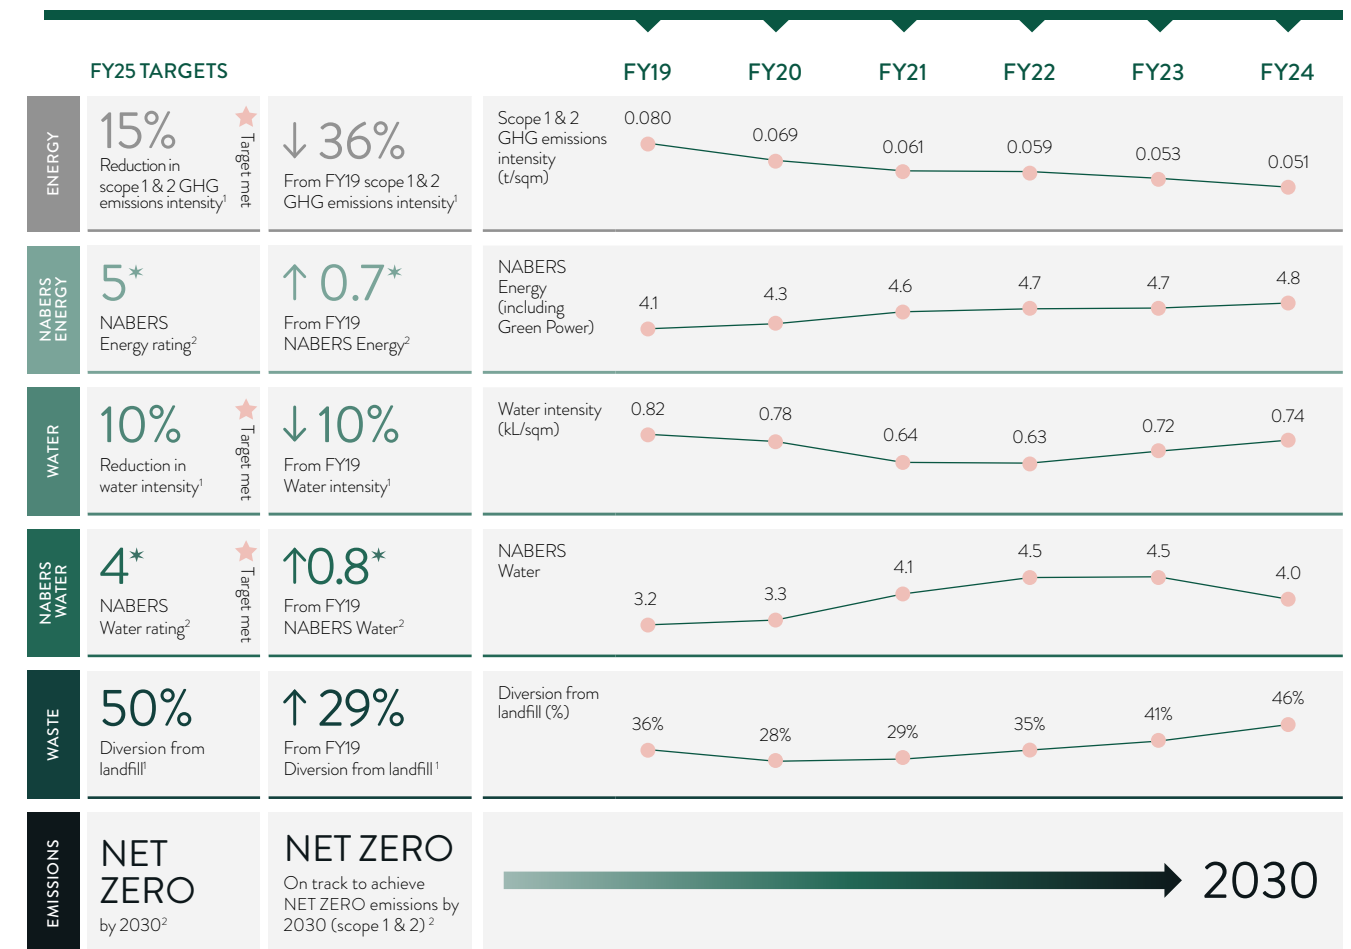 FY25 TARGETS
FY19 FY20 FY21 FY22 FY23 FY24
ENERGY
15%
Reduction in
scope 1 & 2 GHG
emissions intensity¹
Target met
↓ 36%
From FY19 scope 1 & 2
GHG emissions intensity¹
Scope 1 & 2
GHG emissions
intensity
(t/sqm)
0.080 0.069 0.061 0.059 0.053 0.051
NABERS
ENERGY
5*
NABERS
Energy rating²
↑ 0.7*
From FY19
NABERS Energy²
NABERS
Energy
(including
Green Power)
4.1 4.3 4.6 4.7 4.7 4.8
WATER
10%
Reduction in
water intensity¹
Target met
↓ 10%
From FY19
Water intensity¹
Water intensity
(kL/sqm)
0.82 0.78 0.64 0.63 0.72 0.74
NABERS
WATER
4*
NABERS
Water rating²
Target met
↑0.8*
From FY19
NABERS Water²
NABERS
Water
3.2 3.3 4.1 4.5 4.5 4.0
WASTE
50%
Diversion from
landfill¹
↑ 29%
From FY19
Diversion from landfill ¹
Diversion from
landfill (%)
36% 28% 29% 35% 41% 46%
EMISSIONS
NET
ZERO
by 2030²
NET ZERO
On track to achieve
NET ZERO emissions by
2030 (scope 1 & 2) ²
2030